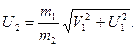 U₂ = m₁/m₂ √(V₁² + U₁²).